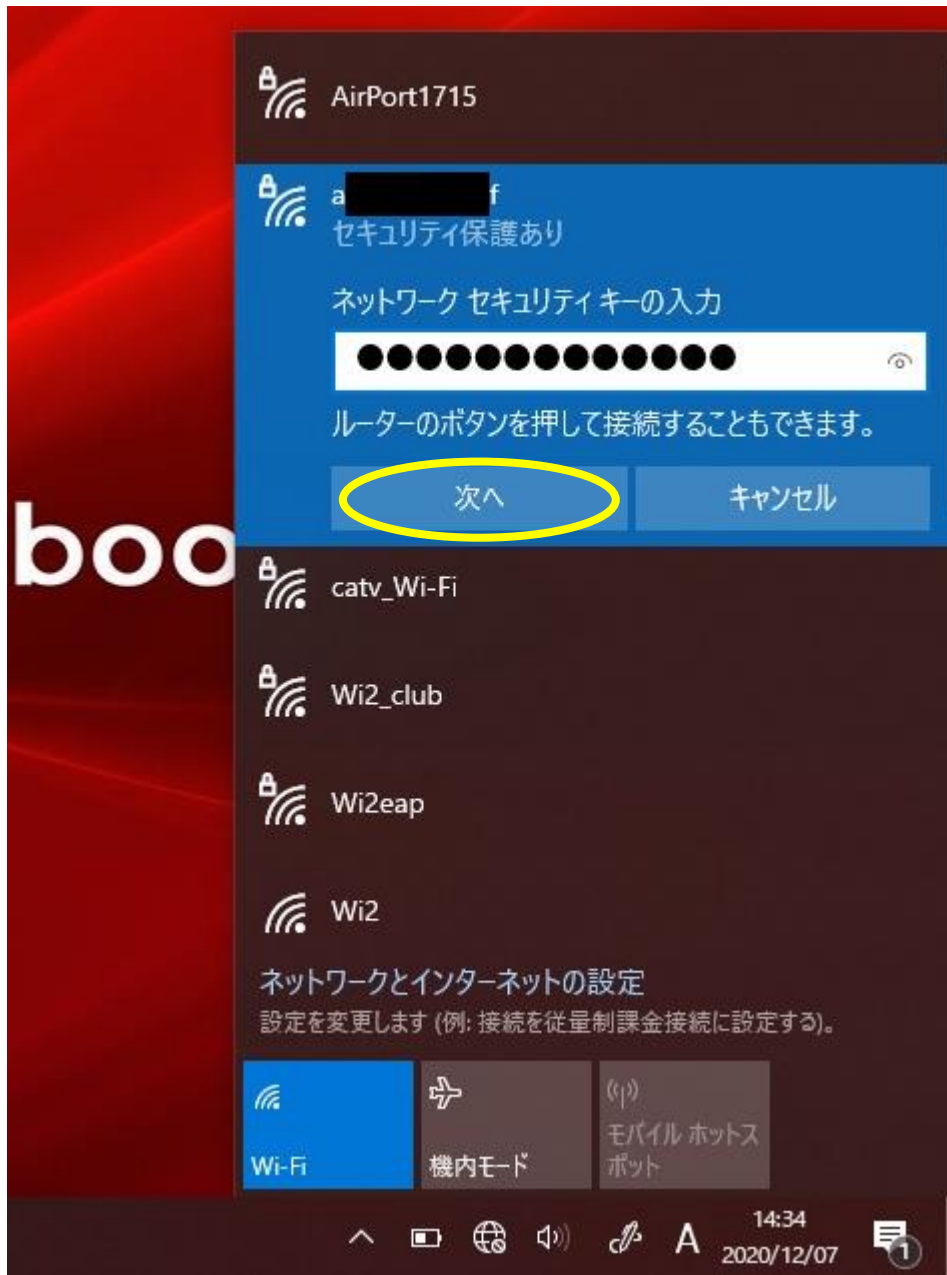 AirPort1715
a
f
セキュリティ保護あり
ネットワーク セキュリティ キーの入力
●●●●●●●●●●●●●
ルーターのボタンを押して接続することもできます。
次へ
キャンセル
boo
catv_Wi-Fi
Wi2_club
Wi2eap
Wi2
ネットワークとインターネットの設定
設定を変更します (例: 接続を従量制課金接続に設定する)。
Wi-Fi
機内モード
モバイル ホットス
ポット
A
14:34
2020/12/07
1